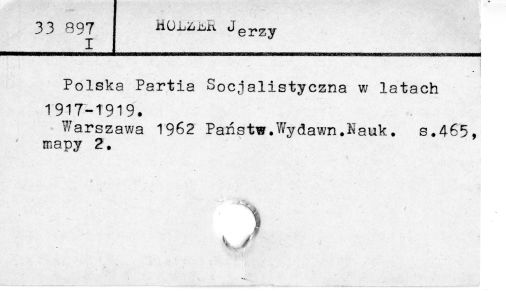 33 897
I
HOLZER Jerzy
Polska Partia Socjalistyczna w latach
1917-1919.
Warszawa 1962 Państw.Wydawn.Nauk. s.465,
mapy 2.